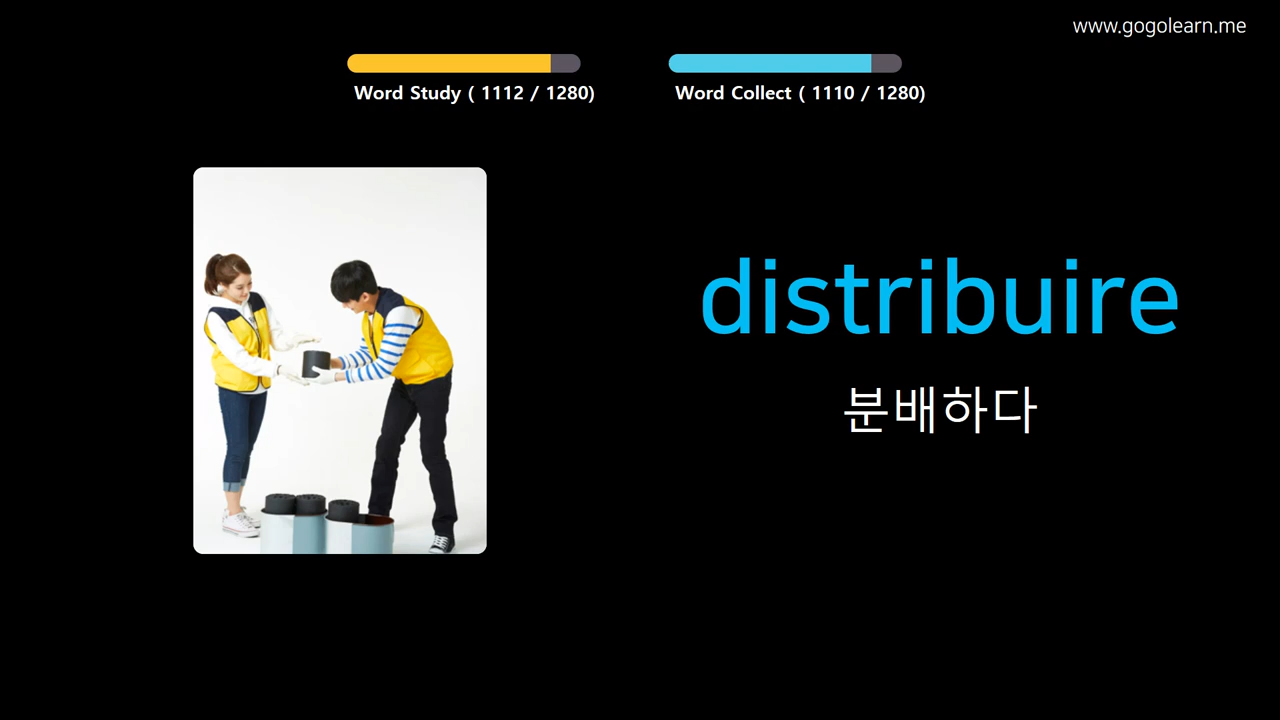 www.gogolearn.me
Word Study ( 1112 / 1280)
Word Collect ( 1110 / 1280)
distribuire
분배하다